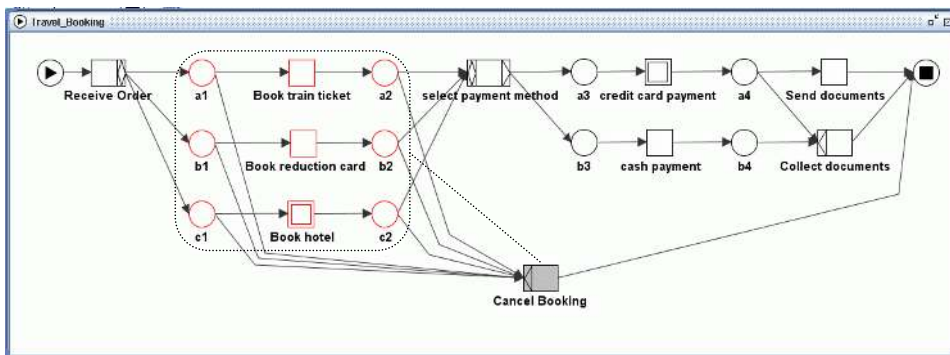 Travel_Booking
Receive Order
a1
Book train ticket
a2
select payment method
a3
credit card payment
a4
Send documents
b1
Book reduction card
b2
b3
cash payment
b4
Collect documents
c1
Book hotel
c2
Cancel Booking